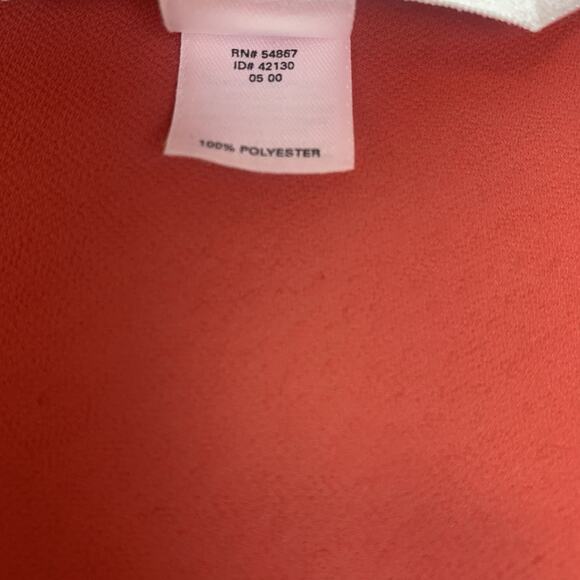 RN# 54867
ID# 42130
05 00
100% POLYESTER